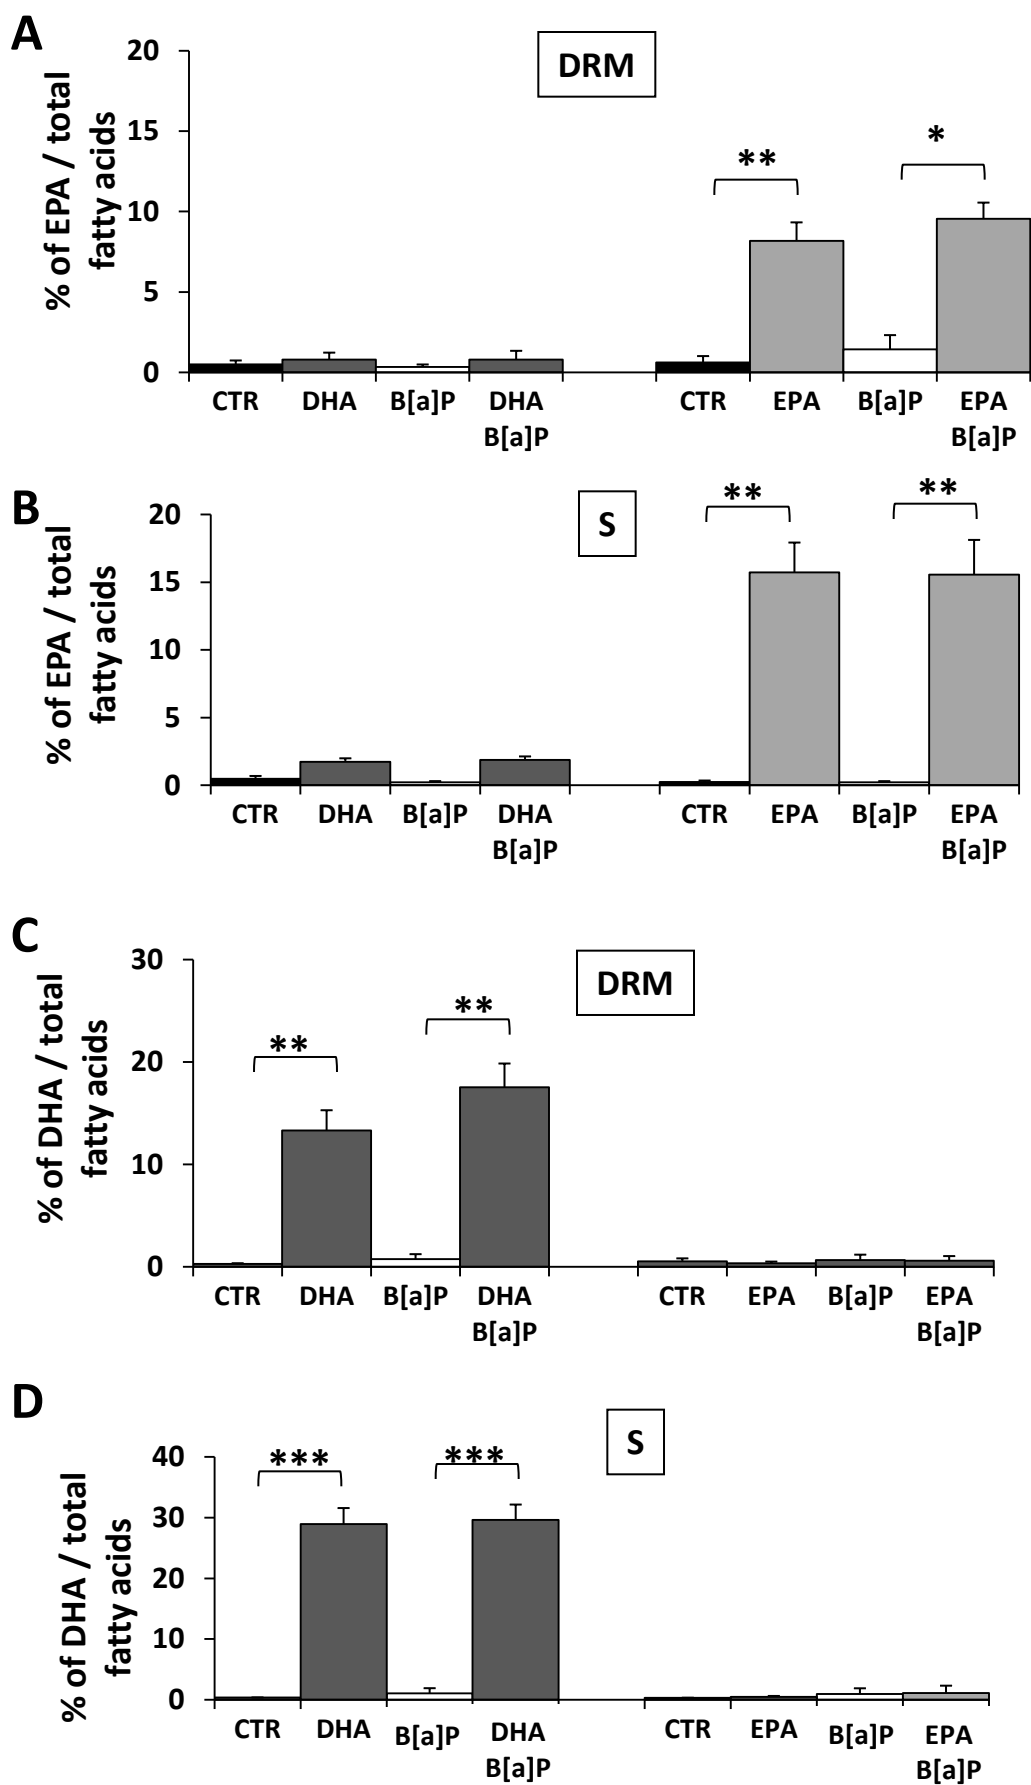 A
DRM
% of EPA / total
fatty acids
20
15
10
5
0
**
*
CTR DHA B[a]P DHA B[a]P CTR EPA B[a]P EPA B[a]P
B
S
% of EPA / total
fatty acids
20
15
10
5
0
**
**
CTR DHA B[a]P DHA B[a]P CTR EPA B[a]P EPA B[a]P
C
DRM
% of DHA / total
fatty acids
30
20
10
0
**
**
CTR DHA B[a]P DHA B[a]P CTR EPA B[a]P EPA B[a]P
D
S
% of DHA / total
fatty acids
40
30
20
10
0
***
***
CTR DHA B[a]P DHA B[a]P CTR EPA B[a]P EPA B[a]P